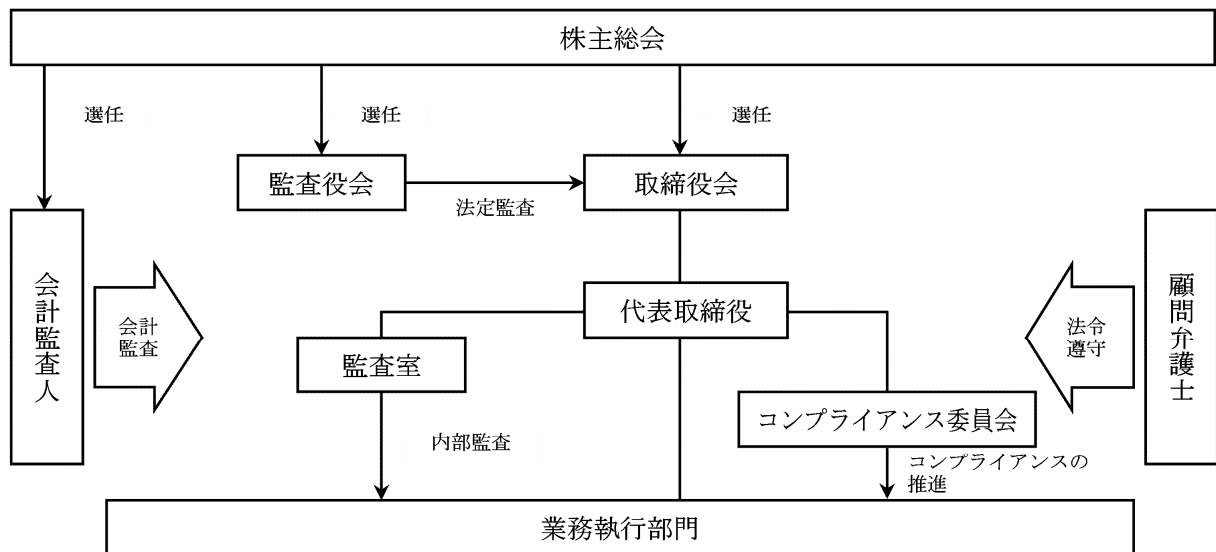 株主総会
選任
選任
選任
監査役会
取締役会
法定監査
会計監査人
会計
監査
代表取締役
法令
遵守
顧問弁護士
監査室
コンプライアンス委員会
内部監査
コンプライアンスの
推進
業務執行部門